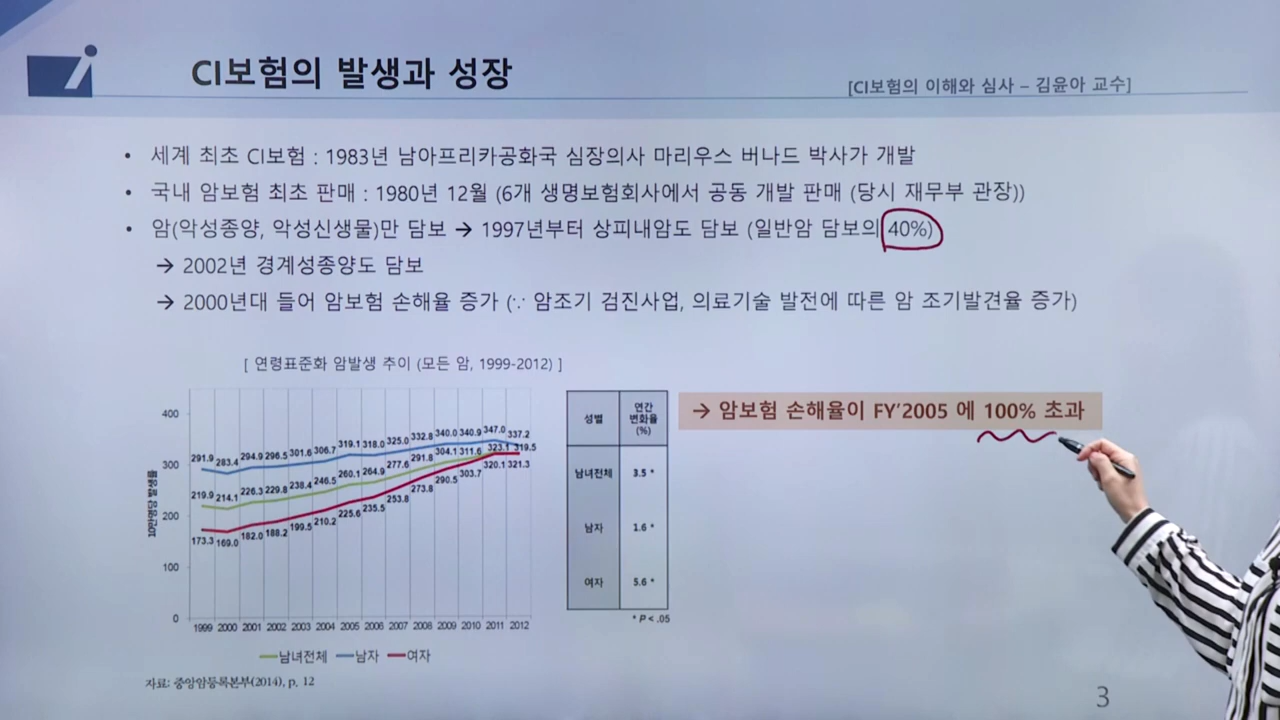 CI보험의 발생과 성장
[CI보험의 이해와 심사 – 김윤아 교수]
• 세계 최초 CI보험 : 1983년 남아프리카공화국 심장의사 마리우스 버나드 박사가 개발
• 국내 암보험 최초 판매 : 1980년 12월 (6개 생명보험회사에서 공동 개발 판매 (당시 재무부 관장))
• 암(악성종양, 악성신생물)만 담보 → 1997년부터 상피내암도 담보 (일반암 담보의 40%)
→ 2002년 경계성종양도 담보
→ 2000년대 들어 암보험 손해율 증가 (∵ 암조기 검진사업, 의료기술 발전에 따른 암 조기발견율 증가)
[ 연령표준화 암발생 추이 (모든 암, 1999-2012) ]
10만명당 발생률
400
300
200
100
0
291.9 283.4 294.9 296.5 301.6 306.7 319.1 318.0 325.0 332.8 340.0 340.9 347.0 337.2
219.9 214.1 226.3 229.8 238.4 246.5 260.1 264.9 277.6 291.8 304.1 311.6 323.1 319.5
173.3 169.0 182.0 188.2 199.5 210.2 225.6 235.5 253.8 273.8 290.5 303.7 320.1 321.3
1999 2000 2001 2002 2003 2004 2005 2006 2007 2008 2009 2010 2011 2012
남녀전체 남자 여자
성별 연간 변화율 (%)
남녀전체 3.5 *
남자 1.6 *
여자 5.6 *
* P < .05
→ 암보험 손해율이 FY’2005 에 100% 초과
자료: 중앙암등록본부(2014), p. 12
3